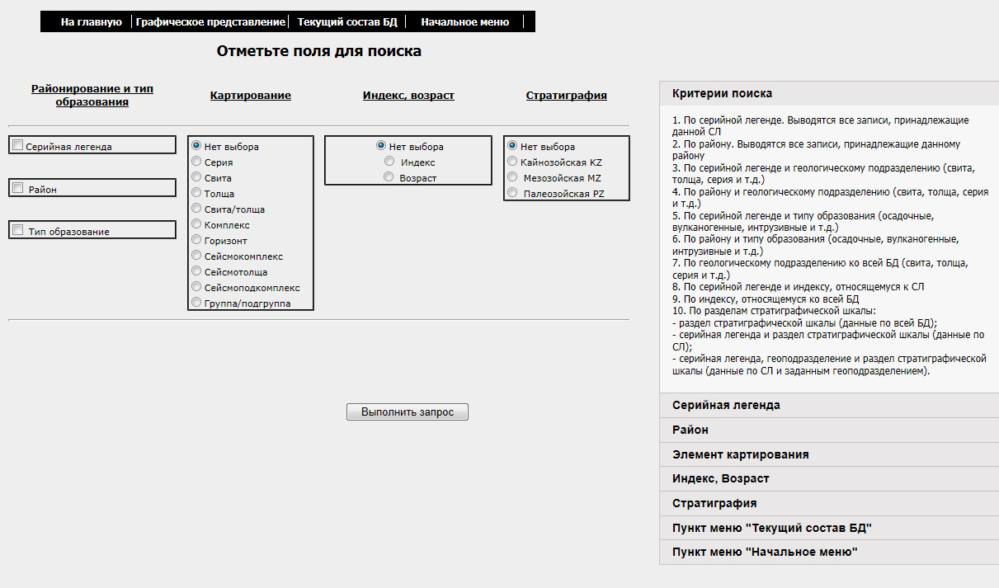 На главную
Графическое представление
Текущий состав БД
Начальное меню
Отметьте поля для поиска
Районирование и тип
образования
Картирование
Индекс, возраст
Стратиграфия
Серийная легенда
Район
Тип образование
Нет выбора
Серия
Свита
Толща
Свита/толща
Комплекс
Горизонт
Сейсмокомплекс
Сейсмотолща
Сейсмоподкомплекс
Группа/подгруппа
Нет выбора
Индекс
Возраст
Нет выбора
Кайнозойская KZ
Мезозойская MZ
Палеозойская PZ
Выполнить запрос
Критерии поиска
1. По серийной легенде. Выводятся все записи, принадлежащие
данной СЛ
2. По району. Выводятся все записи, принадлежащие данному
району
3. По серийной легенде и геологическому подразделению (свита,
толща, серия и т.д.)
4. По району и геологическому подразделению (свита, толща, серия
и т.д.)
5. По серийной легенде и типу образования (осадочные,
вулканогенные, интрузивные и т.д.)
6. По району и типу образования (осадочные, вулканогенные,
интрузивные и т.д.)
7. По геологическому подразделению ко всей БД (свита, толща,
серия и т.д.)
8. По серийной легенде и индексу, относящемуся к СЛ
9. По индексу, относящемуся ко всей БД
10. По разделам стратиграфической шкалы:
- раздел стратиграфической шкалы (данные по всей БД);
- серийная легенда и раздел стратиграфической шкалы (данные по
СЛ);
- серийная легенда, геоподразделение и раздел стратиграфической
шкалы (данные по СЛ и заданным геоподразделением).
Серийная легенда
Район
Элемент картирования
Индекс, Возраст
Стратиграфия
Пункт меню "Текущий состав БД"
Пункт меню "Начальное меню"